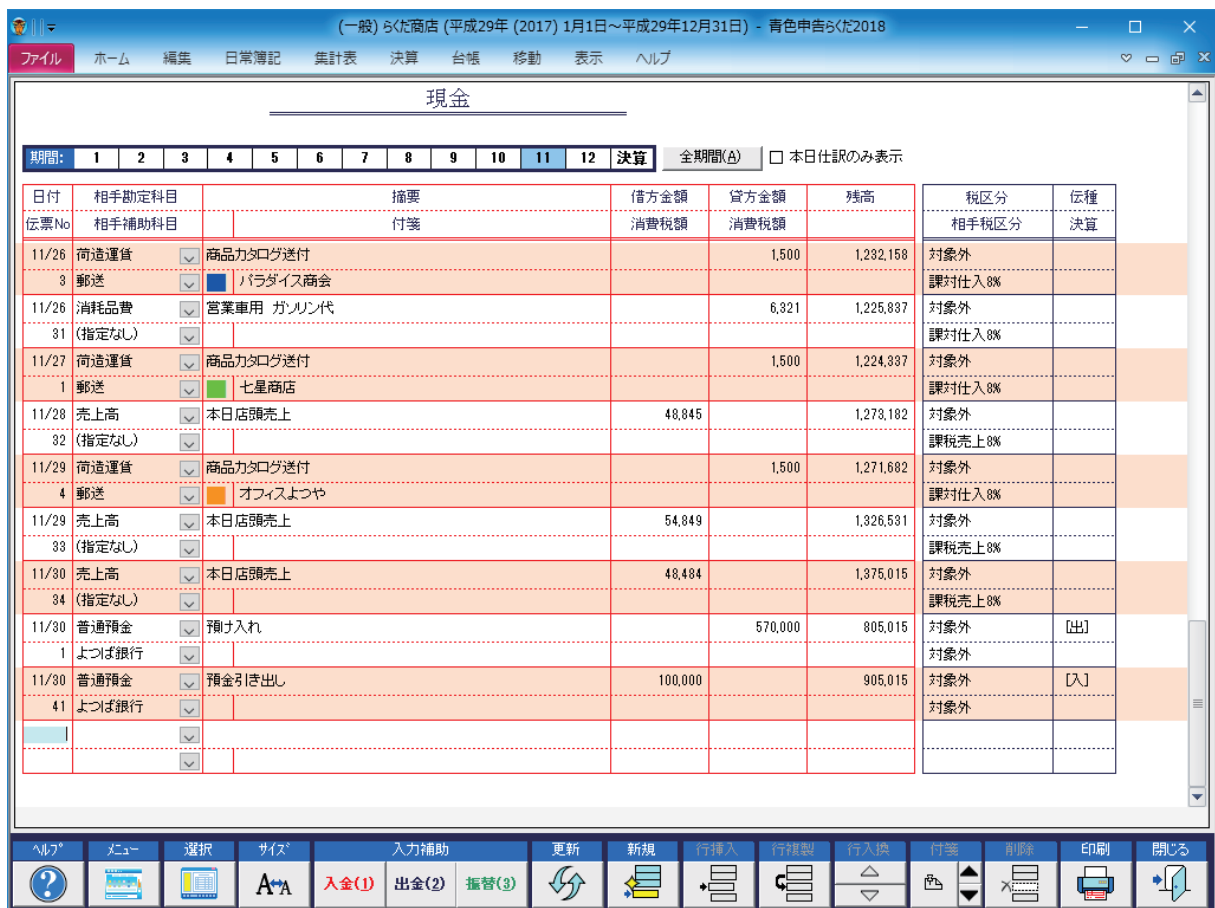 (一般) らくだ商店 (平成29年 (2017) 1月1日～平成29年12月31日) - 青色申告らくだ2018
ファイル ホーム 編集 日常簿記 集計表 決算 台帳 移動 表示 ヘルプ
現金
期間: 1 2 3 4 5 6 7 8 9 10 11 12 決算 全期間(A) 本日仕訳のみ表示
日付 相手勘定科目 摘要 借方金額 貸方金額 残高 税区分 伝種
伝票No 相手補助科目 付箋 消費税額 消費税額 相手税区分 決算
11/26 荷造運賃 商品カタログ送付 1,500 1,232,158 対象外
3 郵送 パラダイス商会 課対仕入8%
11/26 消耗品費 営業車用 ガソリン代 6,321 1,225,837 対象外
31 (指定なし) 課対仕入8%
11/27 荷造運賃 商品カタログ送付 1,500 1,224,337 対象外
1 郵送 七星商店 課対仕入8%
11/28 売上高 本日店頭売上 48,845 1,273,182 対象外
32 (指定なし) 課税売上8%
11/29 荷造運賃 商品カタログ送付 1,500 1,271,682 対象外
4 郵送 オフィスよつや 課対仕入8%
11/29 売上高 本日店頭売上 54,849 1,326,531 対象外
33 (指定なし) 課税売上8%
11/30 売上高 本日店頭売上 48,484 1,375,015 対象外
34 (指定なし) 課税売上8%
11/30 普通預金 預け入れ 570,000 805,015 対象外 [出]
1 よつば銀行 対象外
11/30 普通預金 預金引き出し 100,000 905,015 対象外 [入]
41 よつば銀行 対象外
ﾍﾙﾌﾟ ﾒﾆｭｰ 選択 ｻｲｽﾞ 入力補助 更新 新規 行挿入 行複製 行入換 付箋 削除 印刷 閉じる
A↔A 入金(1) 出金(2) 振替(3)